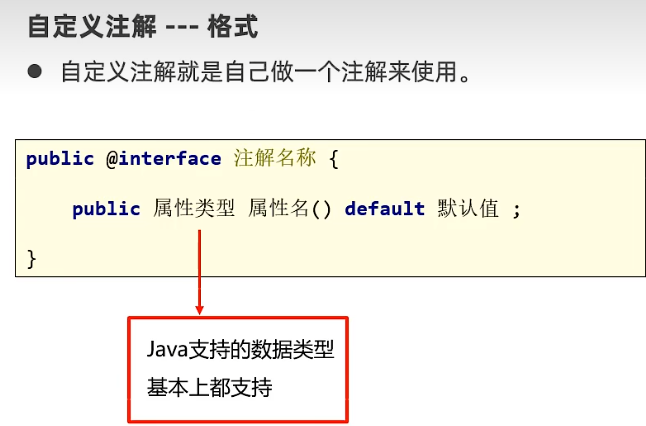 自定义注解 --- 格式
● 自定义注解就是自己做一个注解来使用。
public @interface 注解名称 {
public 属性类型 属性名() default 默认值 ;
}
Java支持的数据类型
基本上都支持